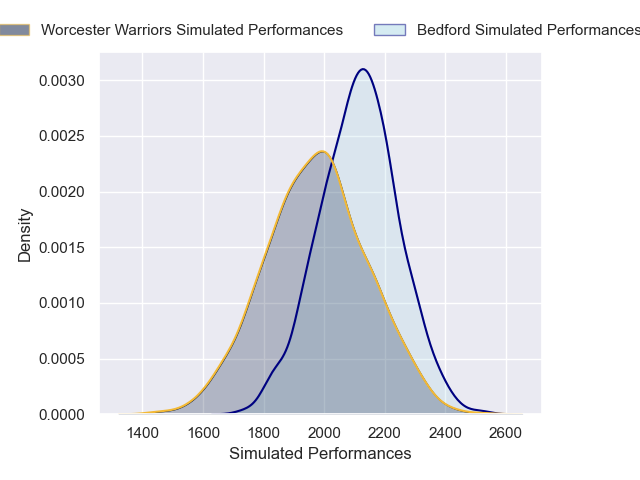 Worcester Warriors Simulated Performances
Bedford Simulated Performances
0.0030
0.0025
0.0020
0.0015
0.0010
0.0005
0.0000
Density
1400 1600 1800 2000 2200 2400 2600
Simulated Performances